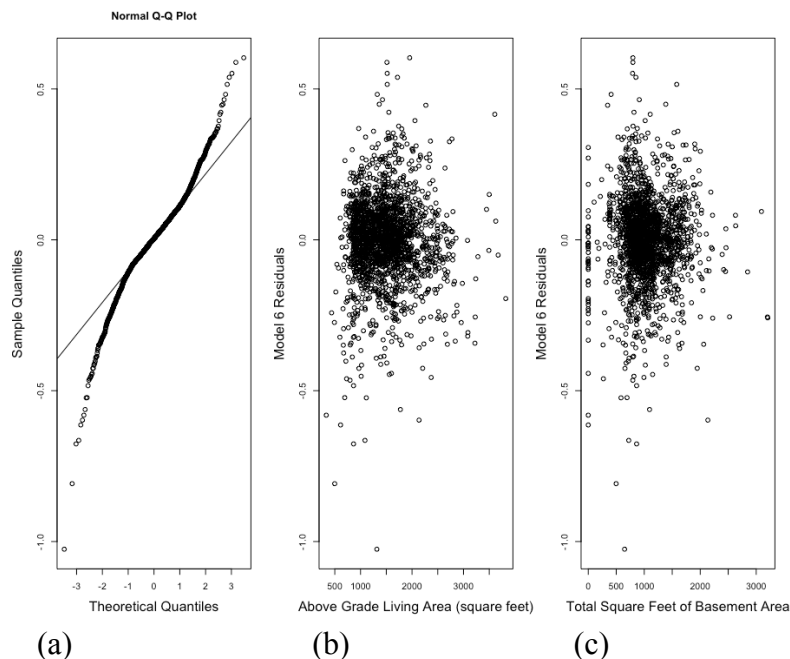 Normal Q-Q Plot
Sample Quantiles
0.5
0.0
-0.5
-1.0
-3 -2 -1 0 1 2 3
Theoretical Quantiles
(a)
Model 6 Residuals
0.5
0.0
-0.5
-1.0
500 1000 2000 3000
Above Grade Living Area (square feet)
(b)
Model 6 Residuals
0.5
0.0
-0.5
-1.0
0 500 1000 2000 3000
Total Square Feet of Basement Area
(c)